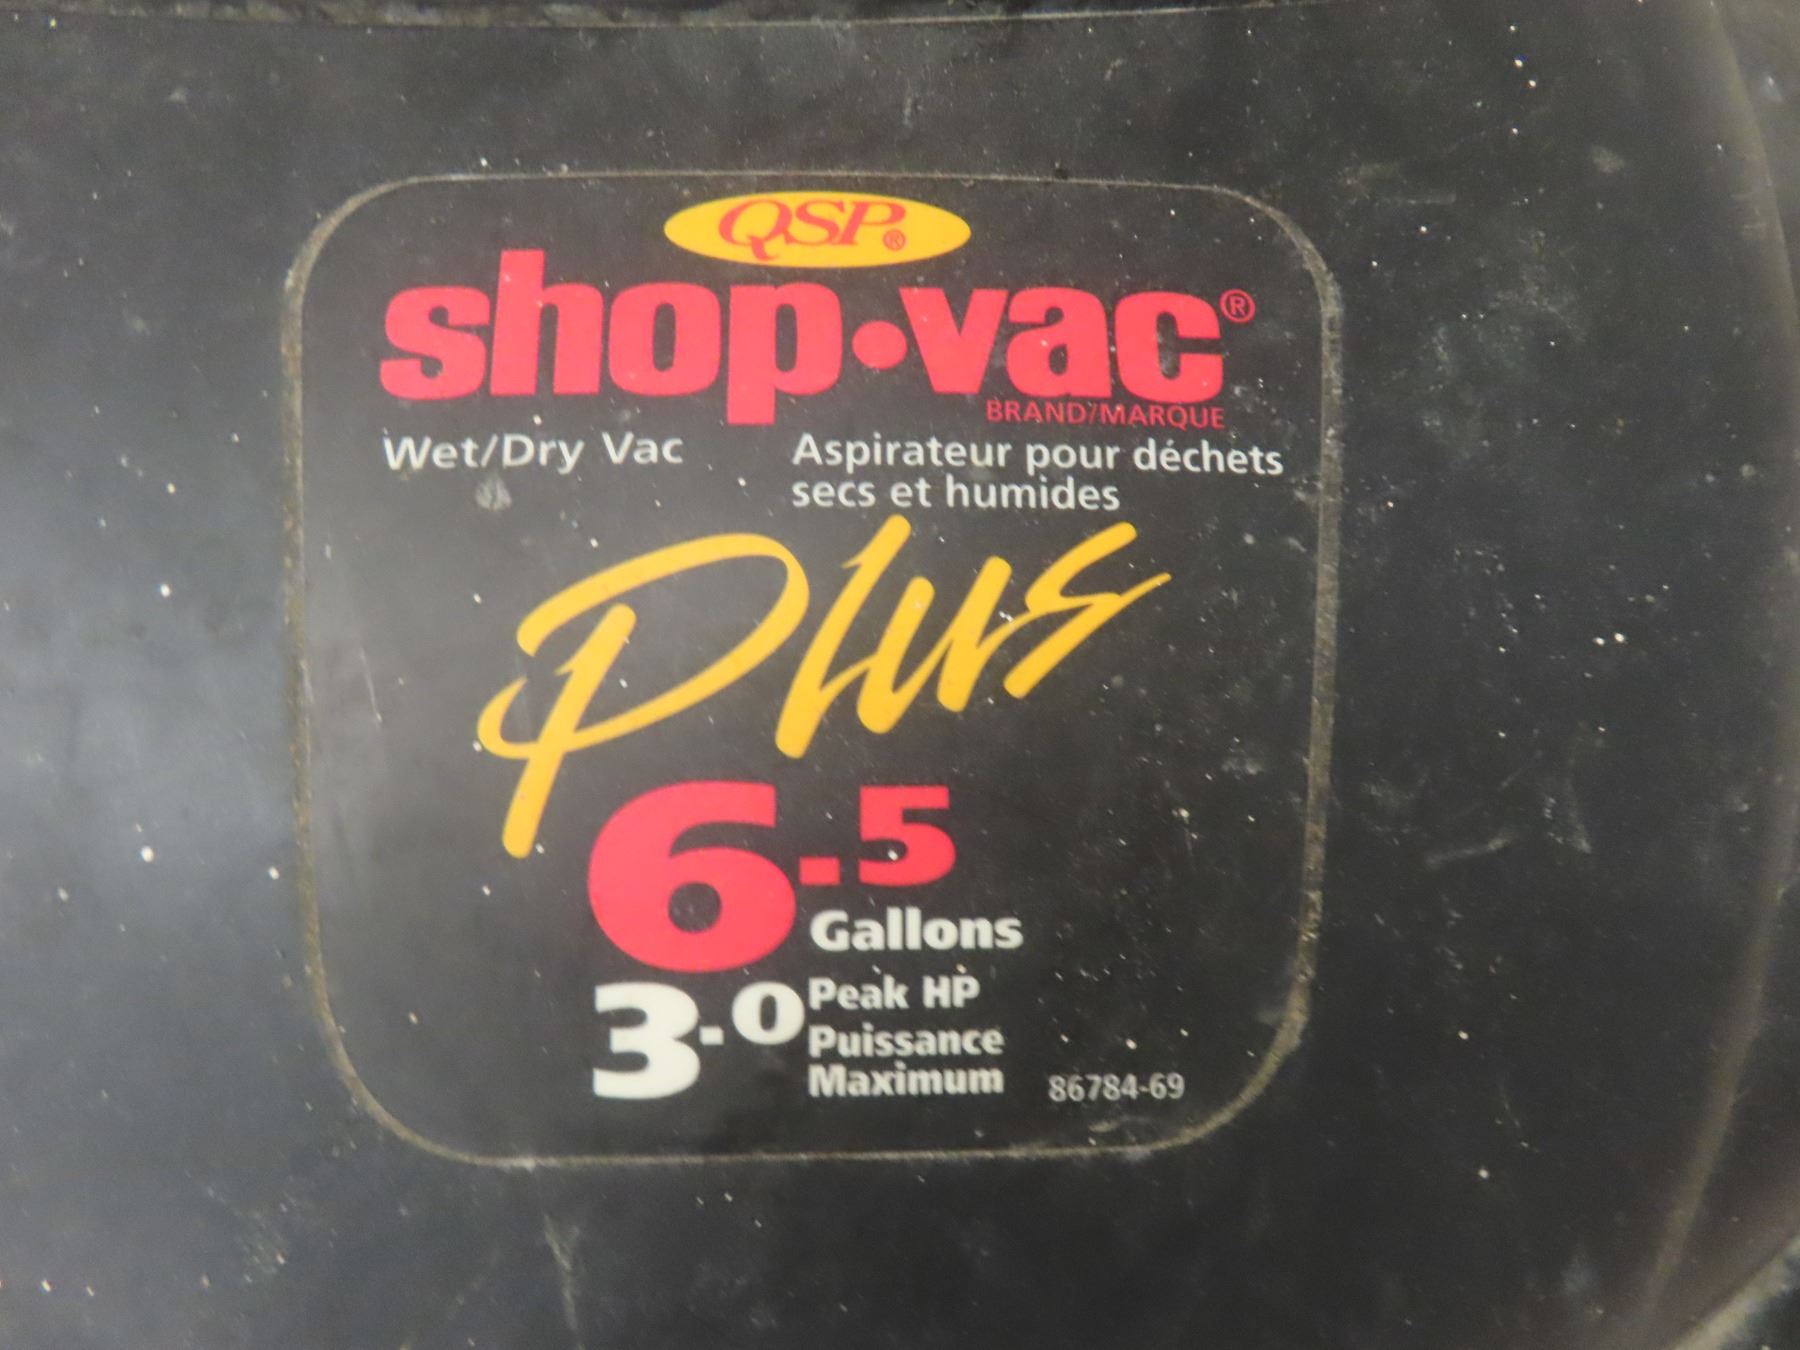 QSP®
shop•vac®
BRAND/MARQUE
Wet/Dry Vac
Aspirateur pour déchets
secs et humides
Plus
6.5
Gallons
3.0 Peak HP
Puissance
Maximum
86784-69